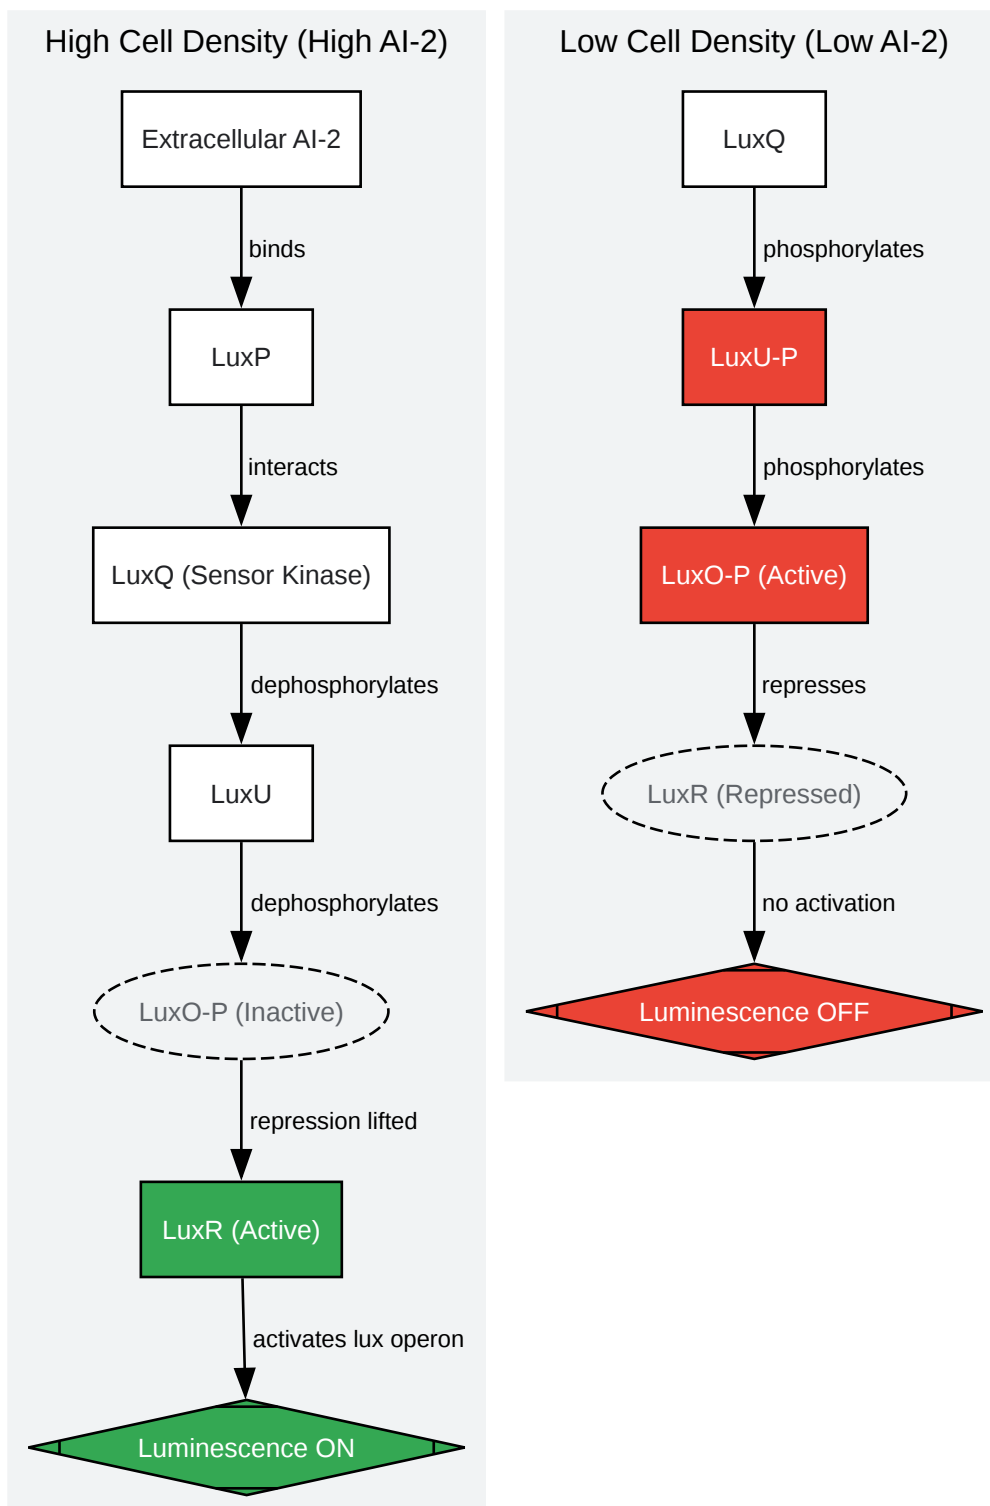 High Cell Density (High AI-2)
Extracellular AI-2
binds
LuxP
interacts
LuxQ (Sensor Kinase)
dephosphorylates
LuxU
dephosphorylates
LuxO-P (Inactive)
repression lifted
LuxR (Active)
activates lux operon
Luminescence ON
Low Cell Density (Low AI-2)
LuxQ
phosphorylates
LuxU-P
phosphorylates
LuxO-P (Active)
represses
LuxR (Repressed)
no activation
Luminescence OFF